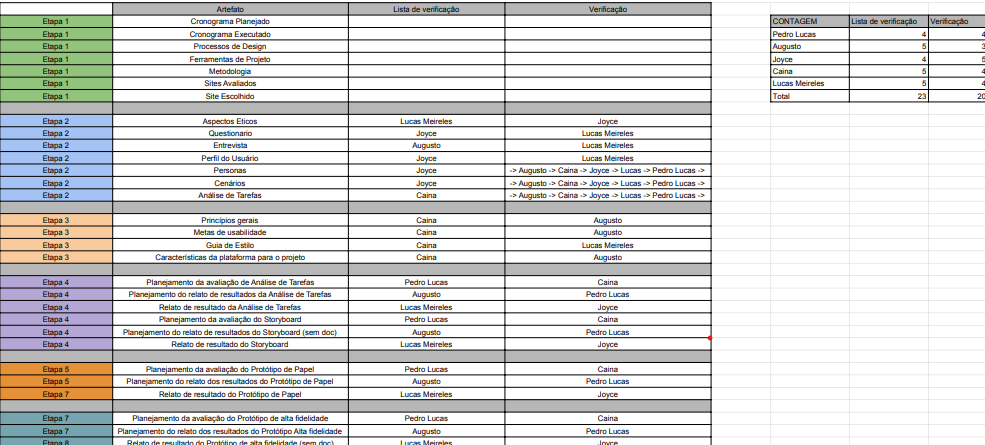 Artefato Lista de verificação Verificação
Etapa 1 Cronograma Planejado
Etapa 1 Cronograma Executado
Etapa 1 Processos de Design
Etapa 1 Ferramentas de Projeto
Etapa 1 Metodologia
Etapa 1 Sites Avaliados
Etapa 1 Site Escolhido
Etapa 2 Aspectos Eticos Lucas Meireles Joyce
Etapa 2 Questionario Joyce Lucas Meireles
Etapa 2 Entrevista Augusto Lucas Meireles
Etapa 2 Perfil do Usuário Joyce Lucas Meireles
Etapa 2 Personas Joyce -> Augusto -> Caina -> Joyce -> Lucas -> Pedro Lucas ->
Etapa 2 Cenários Joyce -> Augusto -> Caina -> Joyce -> Lucas -> Pedro Lucas ->
Etapa 2 Análise de Tarefas Caina -> Augusto -> Caina -> Joyce -> Lucas -> Pedro Lucas ->
Etapa 3 Princípios gerais Caina Augusto
Etapa 3 Metas de usabilidade Caina Augusto
Etapa 3 Guia de Estilo Caina Lucas Meireles
Etapa 3 Características da plataforma para o projeto Caina Augusto
Etapa 4 Planejamento da avaliação de Análise de Tarefas Pedro Lucas Caina
Etapa 4 Planejamento do relato de resultados da Análise de Tarefas Augusto Pedro Lucas
Etapa 4 Relato de resultado da Análise de Tarefas Lucas Meireles Joyce
Etapa 4 Planejamento da avaliação do Storyboard Pedro Lucas Caina
Etapa 4 Planejamento do relato de resultados do Storyboard (sem doc) Augusto Pedro Lucas
Etapa 4 Relato de resultado do Storyboard Lucas Meireles Joyce
Etapa 5 Planejamento da avaliação do Protótipo de Papel Pedro Lucas Caina
Etapa 5 Planejamento do relato dos resultados do Protótipo de Papel Augusto Pedro Lucas
Etapa 7 Relato de resultado do Protótipo de Papel Lucas Meireles Joyce
Etapa 7 Planejamento da avaliação do Protótipo de alta fidelidade Pedro Lucas Caina
Etapa 7 Planejamento do relato dos resultados do Protótipo Alta fidelidade Augusto Pedro Lucas
Etapa 8 Relato de resultado do Protótipo de alta fidelidade (sem doc) Lucas Meireles Joyce
CONTAGEM Lista de verificação Verificação
Pedro Lucas 4 4
Augusto 5 3
Joyce 4 5
Caina 5 4
Lucas Meireles 5 4
Total 23 20